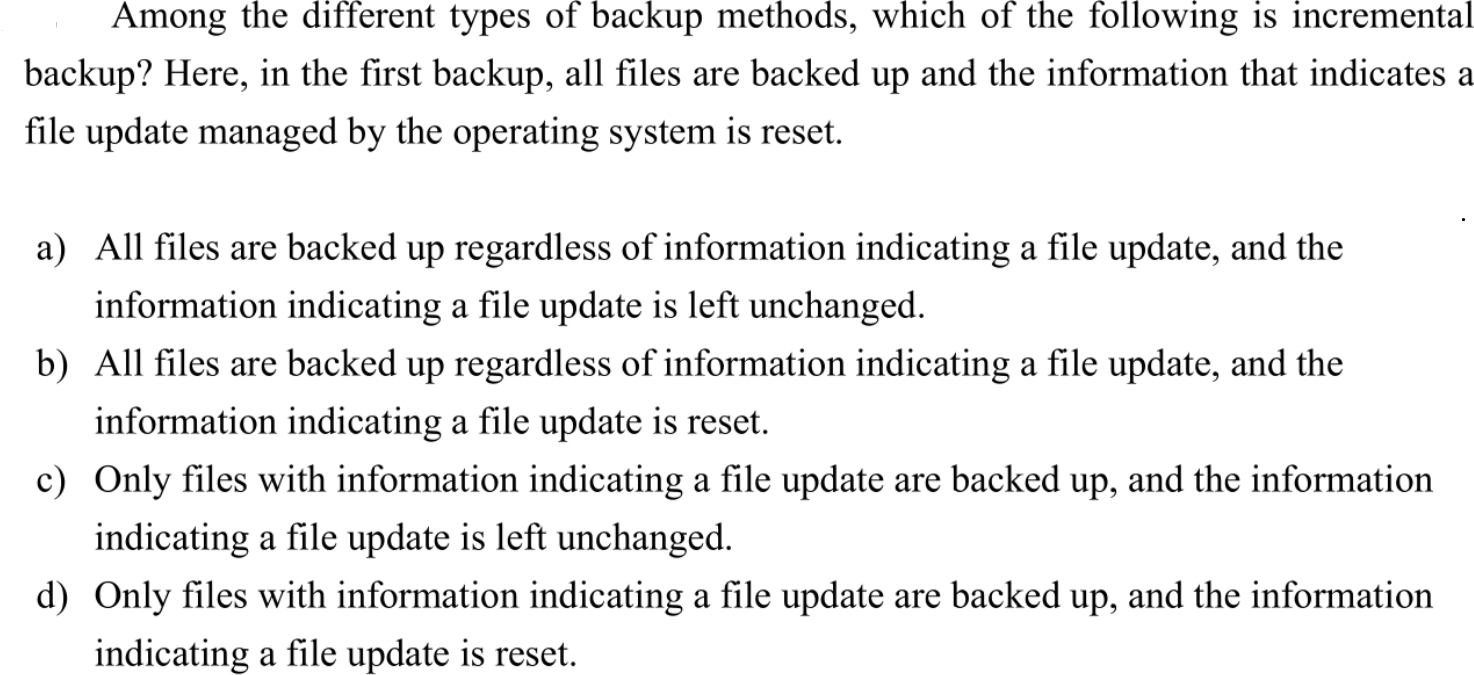 Among the different types of backup methods, which of the following is incremental
backup? Here, in the first backup, all files are backed up and the information that indicates a
file update managed by the operating system is reset.
a) All files are backed up regardless of information indicating a file update, and the
information indicating a file update is left unchanged.
b) All files are backed up regardless of information indicating a file update, and the
information indicating a file update is reset.
c) Only files with information indicating a file update are backed up, and the information
indicating a file update is left unchanged.
d) Only files with information indicating a file update are backed up, and the information
indicating a file update is reset.